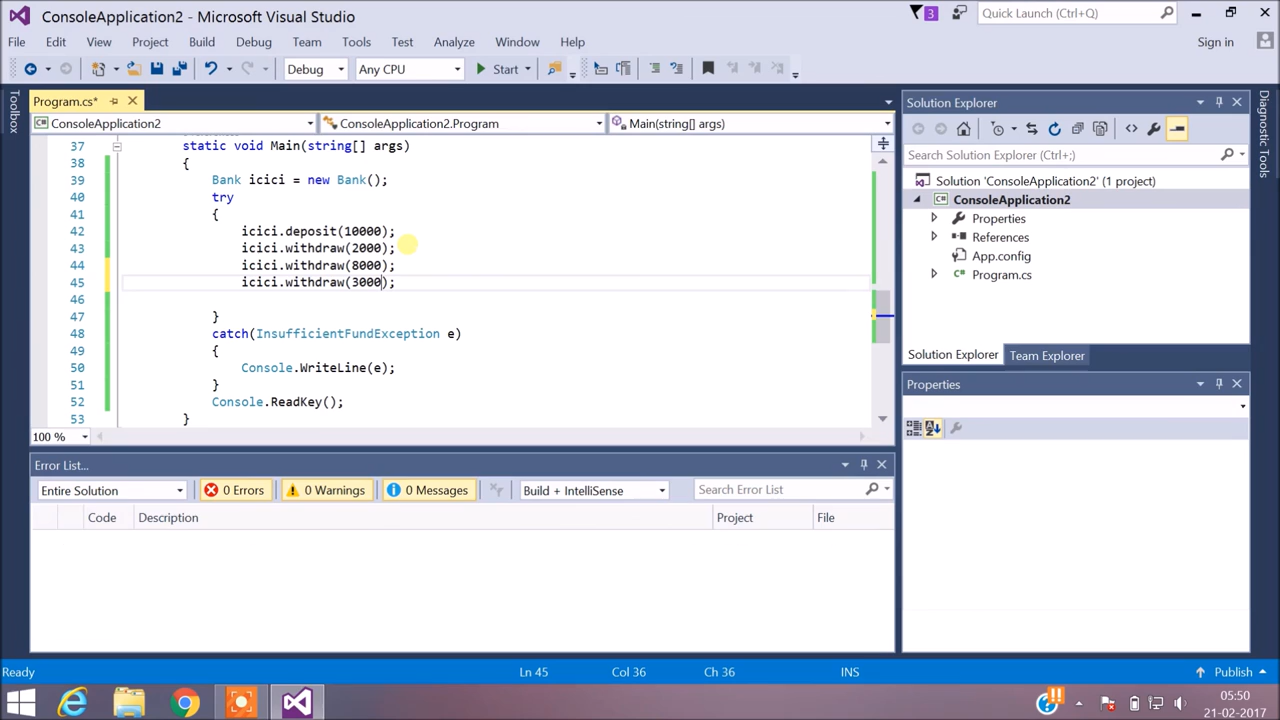 ConsoleApplication2 - Microsoft Visual Studio
3
Quick Launch (Ctrl+Q)
File Edit View Project Build Debug Team Tools Test Analyze Window Help
Sign in
Debug Any CPU Start
Toolbox
Program.cs*
ConsoleApplication2 ConsoleApplication2.Program Main(string[] args)
37 static void Main(string[] args)
38 {
39 Bank icici = new Bank();
40 try
41 {
42 icici.deposit(10000);
43 icici.withdraw(2000);
44 icici.withdraw(8000);
45 icici.withdraw(3000);
46
47 }
48 catch(InsufficientFundException e)
49 {
50 Console.WriteLine(e);
51 }
52 Console.ReadKey();
53 }
100 %
Solution Explorer
Search Solution Explorer (Ctrl+;)
Solution 'ConsoleApplication2' (1 project)
ConsoleApplication2
Properties
References
App.config
Program.cs
Solution Explorer Team Explorer
Properties
Diagnostic Tools
Error List...
Entire Solution 0 Errors 0 Warnings 0 Messages Build + IntelliSense Search Error List
Code Description Project File
Ready Ln 45 Col 36 Ch 36 INS Publish
05:50
21-02-2017